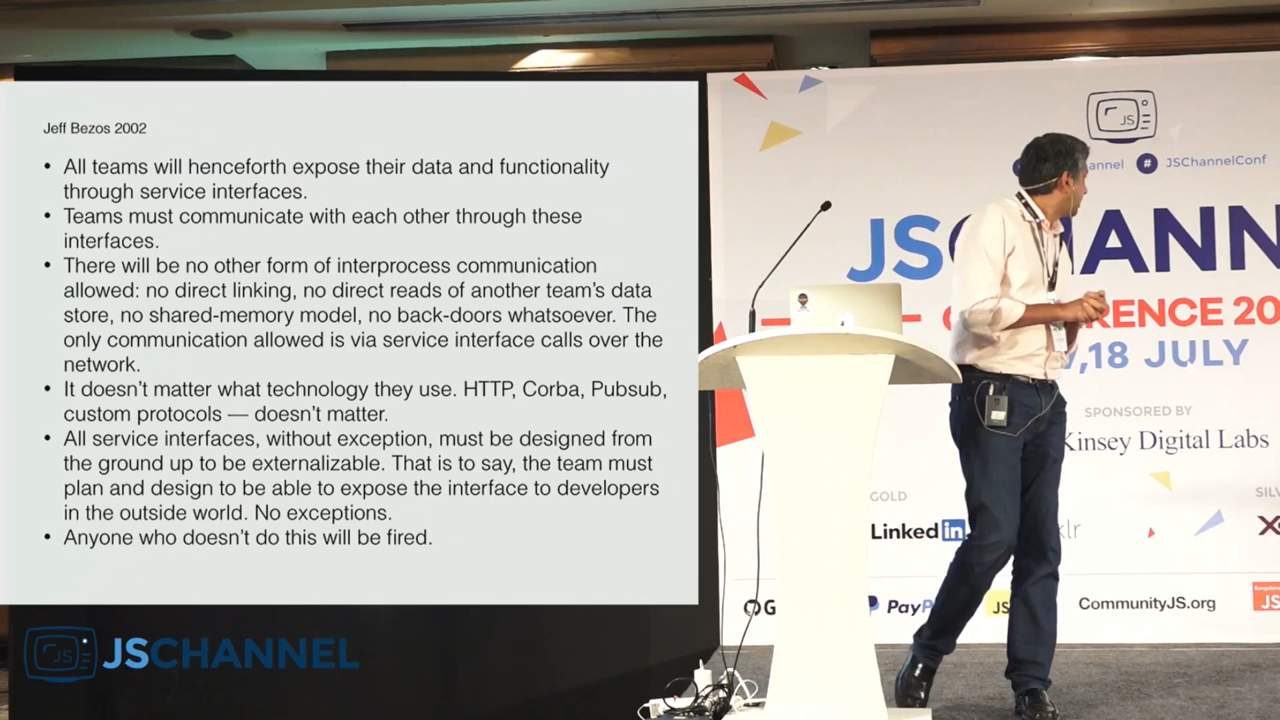 Jeff Bezos 2002
• All teams will henceforth expose their data and functionality
through service interfaces.
• Teams must communicate with each other through these
interfaces.
• There will be no other form of interprocess communication
allowed: no direct linking, no direct reads of another team's data
store, no shared-memory model, no back-doors whatsoever. The
only communication allowed is via service interface calls over the
network.
• It doesn't matter what technology they use. HTTP, Corba, Pubsub,
custom protocols — doesn't matter.
• All service interfaces, without exception, must be designed from
the ground up to be externalizable. That is to say, the team must
plan and design to be able to expose the interface to developers
in the outside world. No exceptions.
• Anyone who doesn't do this will be fired.
JS
# JSChannelConf
JS
18 JULY
SPONSORED BY
Digital Labs
GOLD
Linked in
JS
CommunityJS.org
JS
JS JSCHANNEL